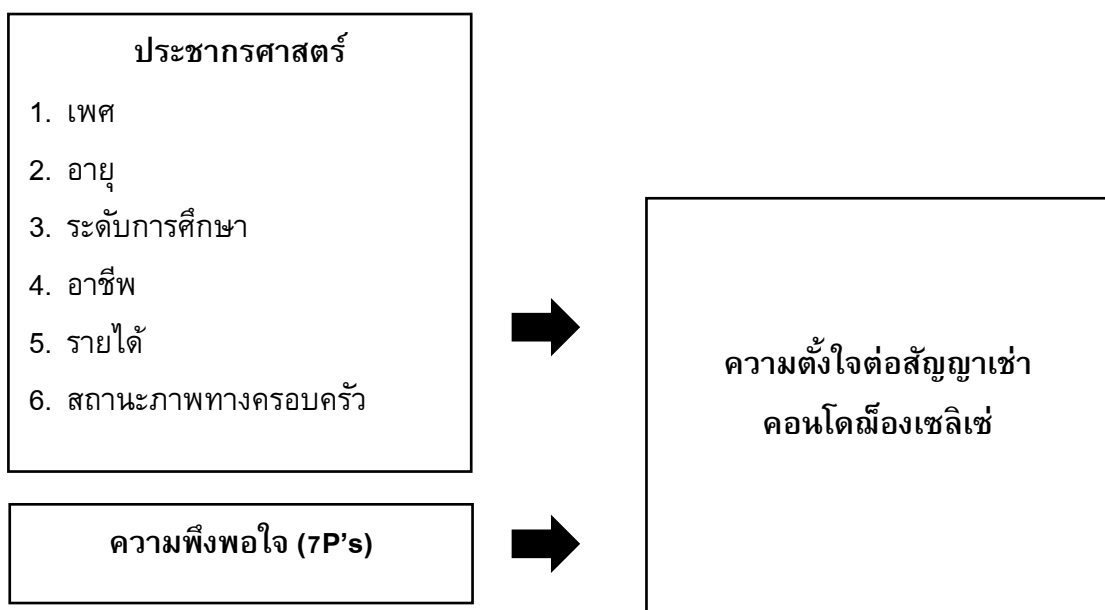 ประชากรศาสตร์
1. เพศ
2. อายุ
3. ระดับการศึกษา
4. อาชีพ
5. รายได้
6. สถานะภาพทางครอบครัว
ความพึงพอใจ (7P’s)
ความตั้งใจต่อสัญญาเช่า
คอนโดฌ็องเซลิเซ่